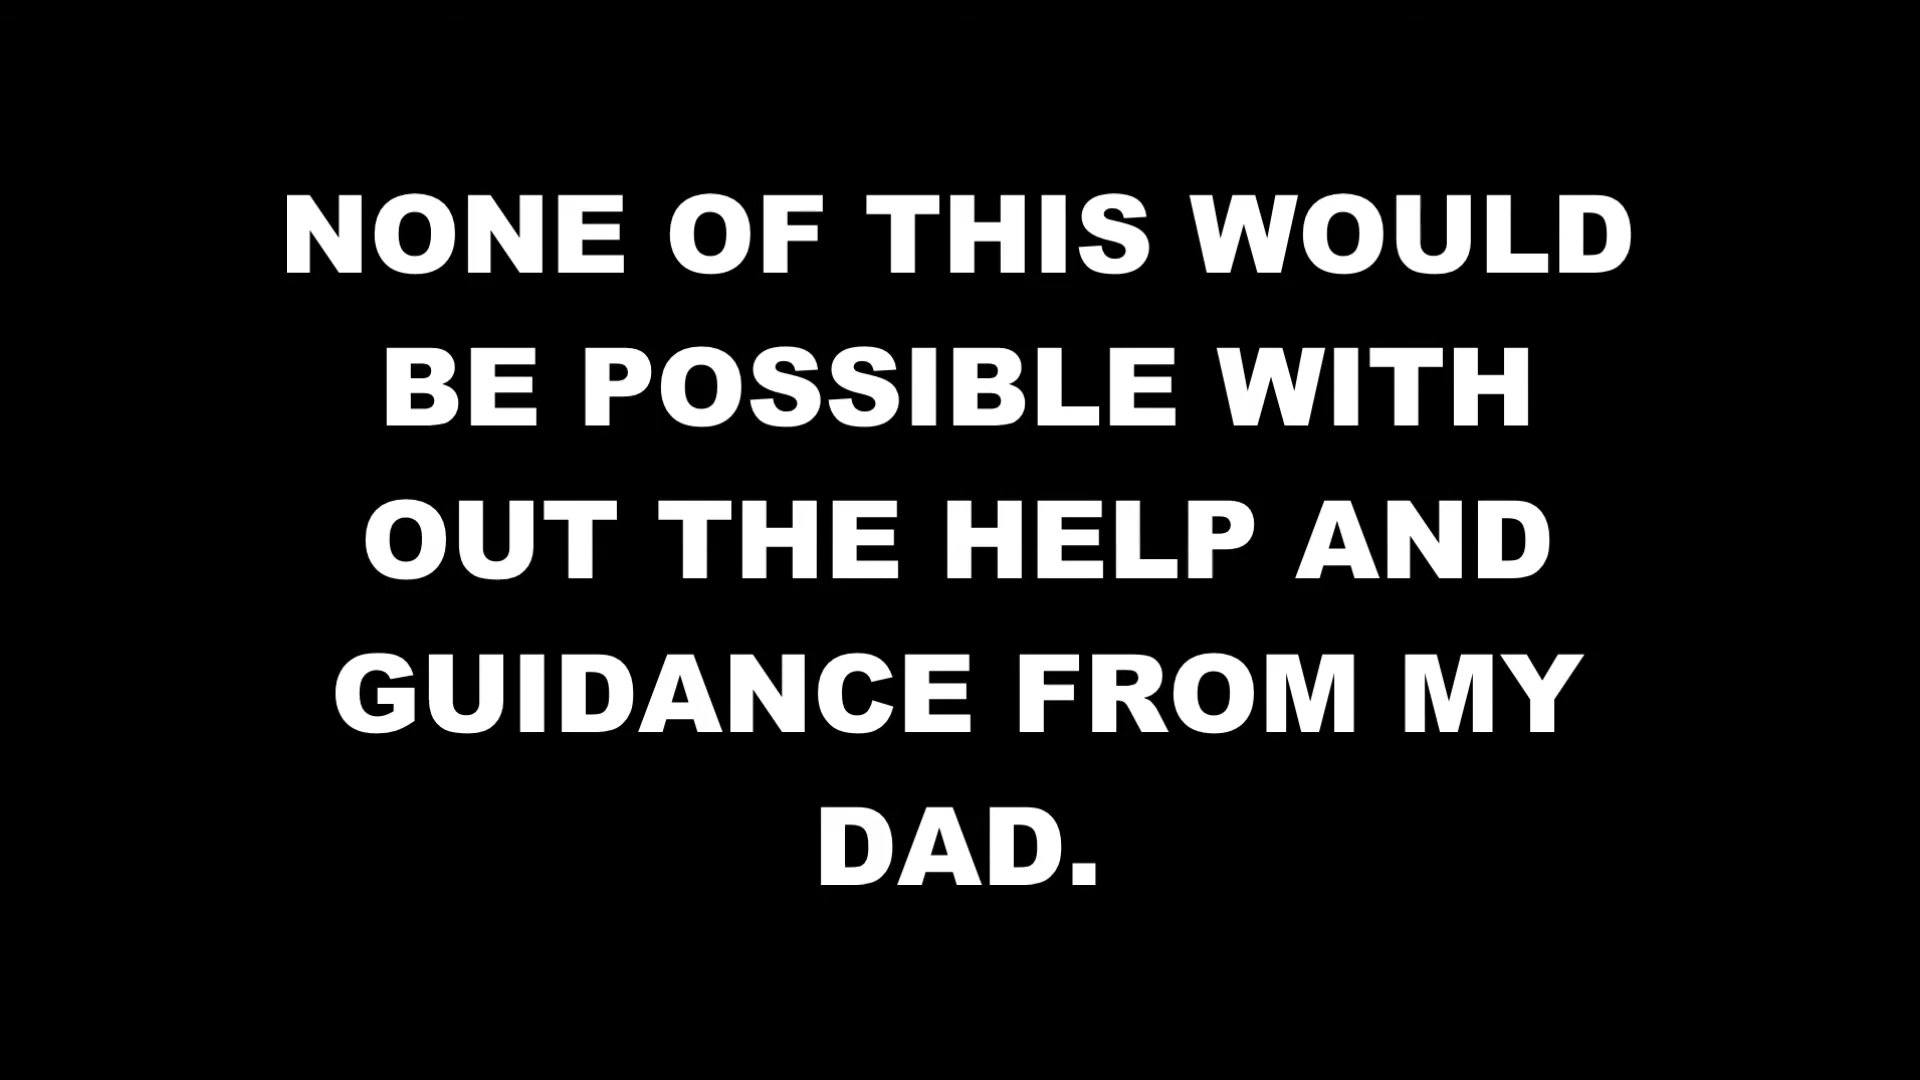 NONE OF THIS WOULD
BE POSSIBLE WITH
OUT THE HELP AND
GUIDANCE FROM MY
DAD.